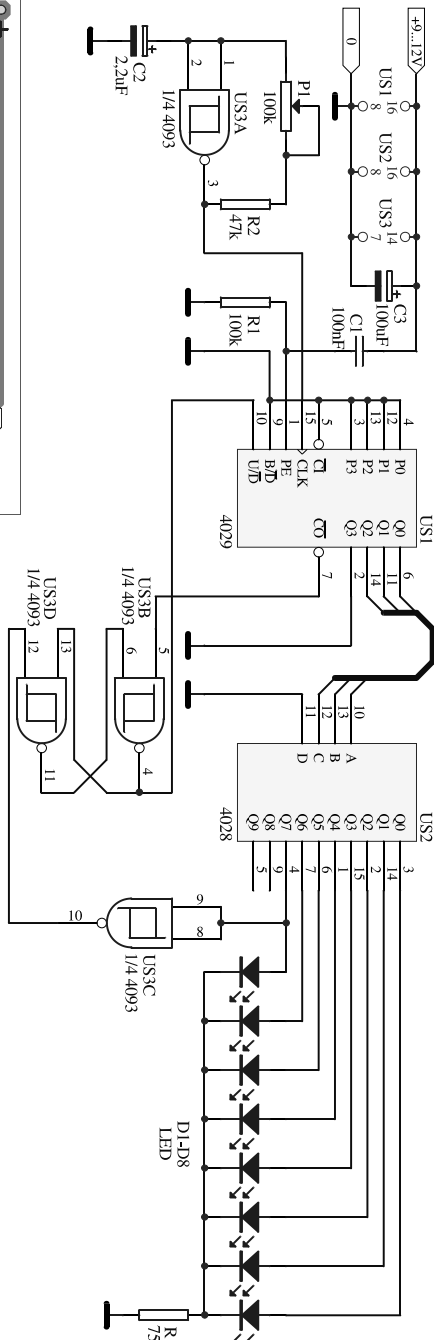 +9...12V
0
US1
16
8
US2
16
8
US3
14
7
C3
100uF
C1
100nF
C2
2,2uF
P1
100k
US3A
1/4 4093
1
2
3
R2
47k
R1
100k
4
12
13
3
5
15
1
9
10
P0
P1
P2
P3
CI
CLK
PE
B/D
U/D
Q0
Q1
Q2
Q3
CO
US1
4029
6
11
14
2
7
US3B
1/4 4093
5
6
4
US3D
1/4 4093
13
12
11
10
13
12
11
A
B
C
D
Q0
Q1
Q2
Q3
Q4
Q5
Q6
Q7
Q8
Q9
US2
4028
3
14
2
15
1
6
7
4
9
5
9
8
10
US3C
1/4 4093
D1-D8
LED
R
75